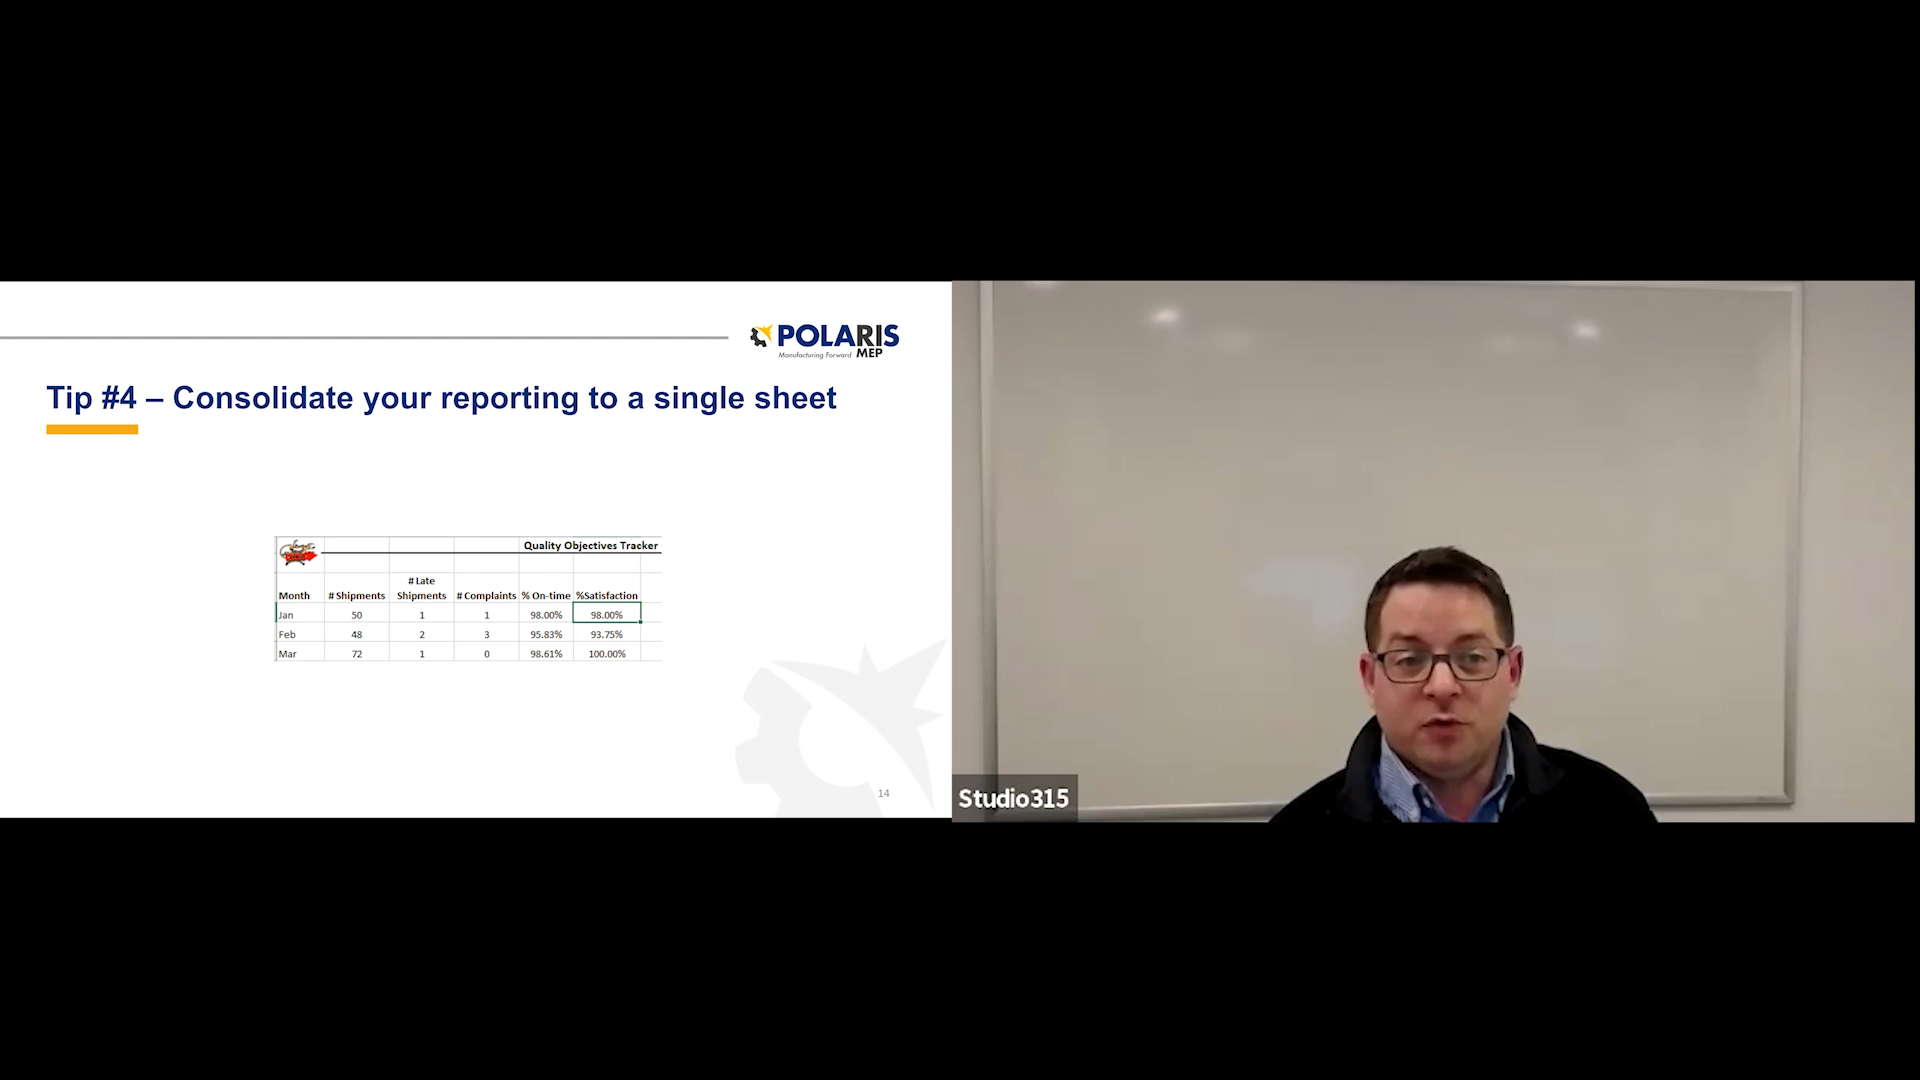 POLARIS
Manufacturing Forward MEP
Tip #4 – Consolidate your reporting to a single sheet
Quality Objectives Tracker
Month # Shipments # Late Shipments # Complaints % On-time %Satisfaction
Jan 50 1 1 98.00% 98.00%
Feb 48 2 3 95.83% 93.75%
Mar 72 1 0 98.61% 100.00%
14
Studio315